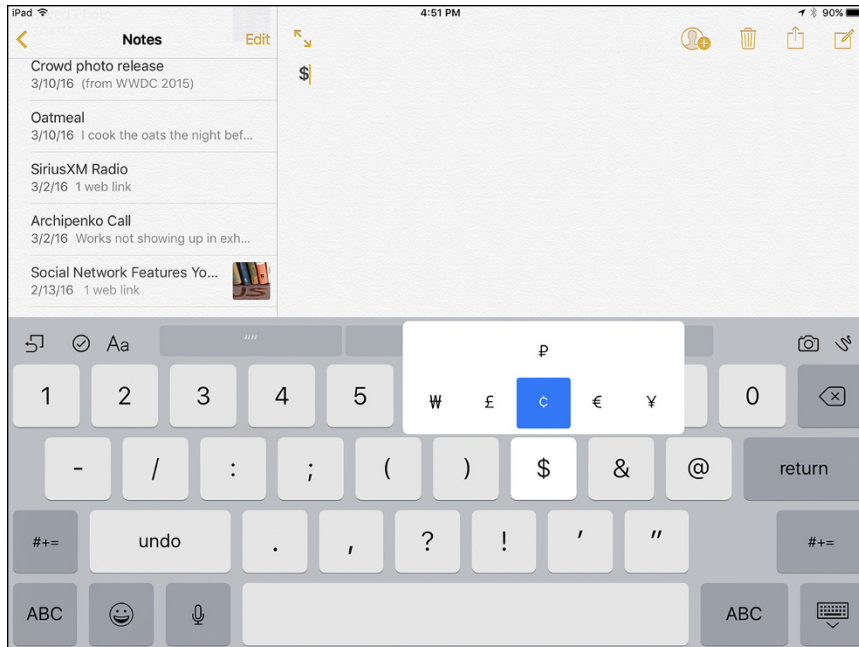 iPad 4:51 PM 90%
Notes Edit
Crowd photo release
3/10/16 (from WWDC 2015)
Oatmeal
3/10/16 I cook the oats the night bef...
SiriusXM Radio
3/2/16 1 web link
Archipenko Call
3/2/16 Works not showing up in exh...
Social Network Features Yo...
2/13/16 1 web link
JS
$
Aa ""
₽
₩ £ ¢ € ¥
1 2 3 4 5 0
- / : ; ( ) $ & @ return
#+= undo . , ? ! ' " #+=
ABC ABC